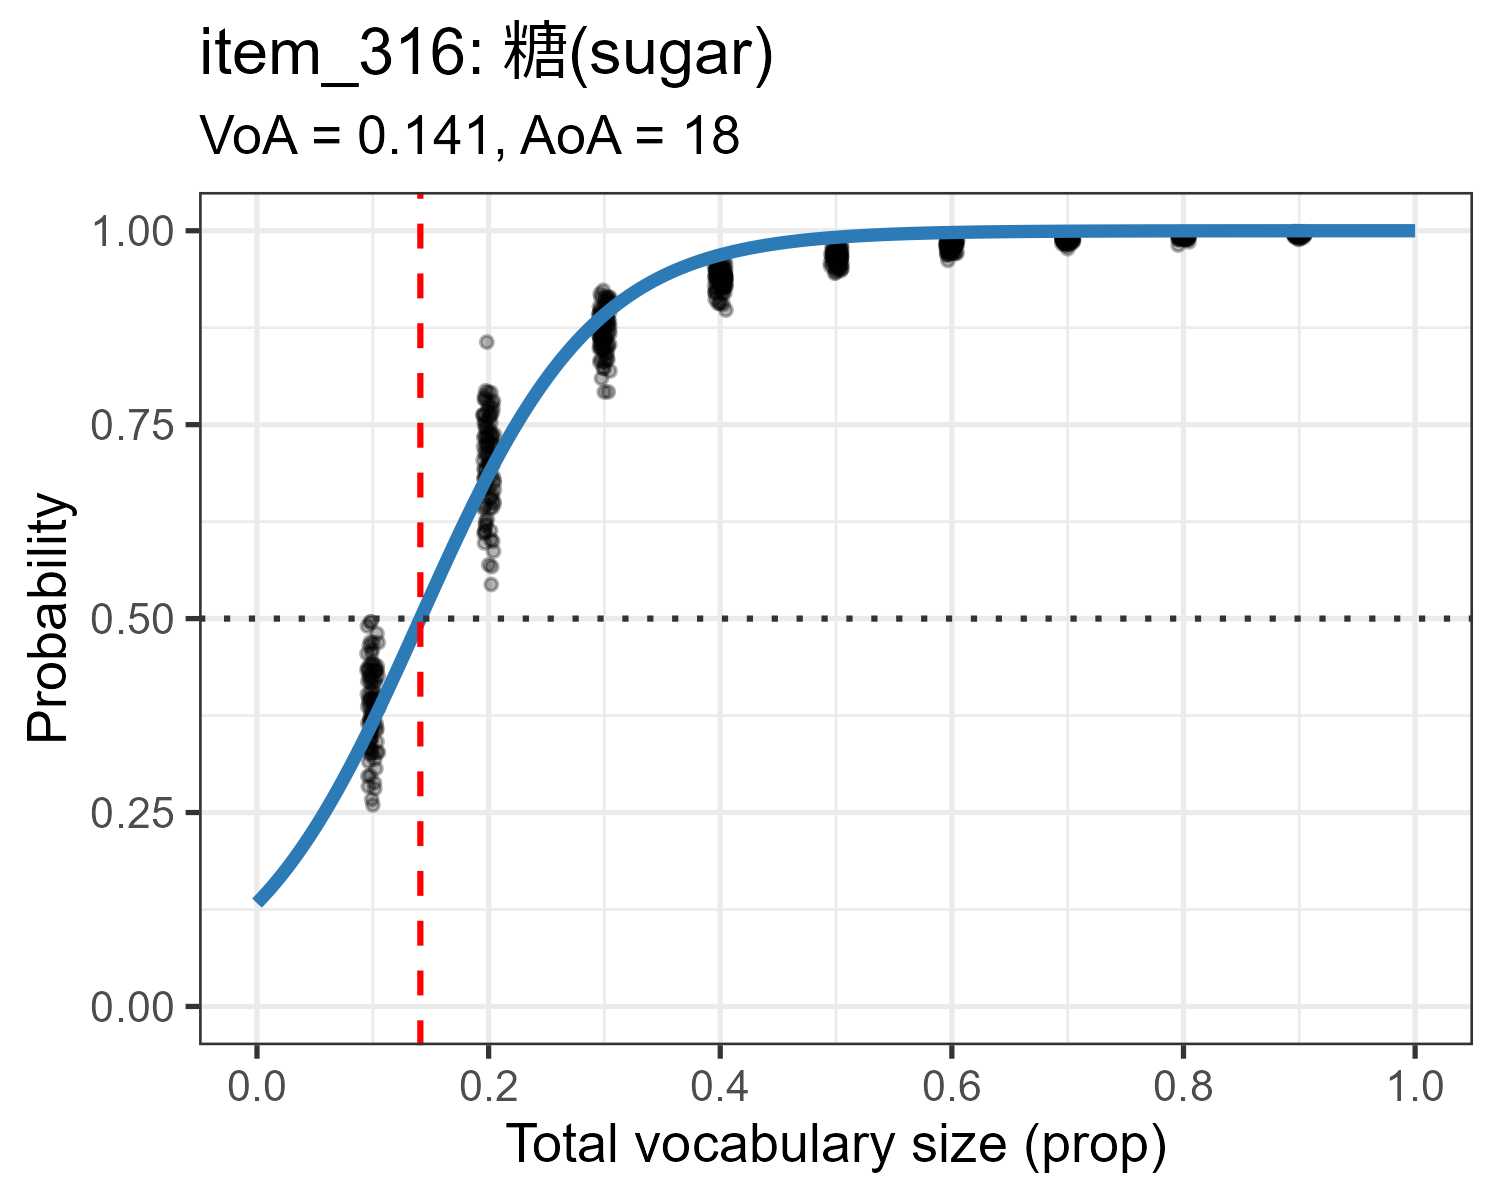 item_316: 糖(sugar)
VoA = 0.141, AoA = 18
Probability
1.00
0.75
0.50
0.25
0.00
0.0 0.2 0.4 0.6 0.8 1.0
Total vocabulary size (prop)